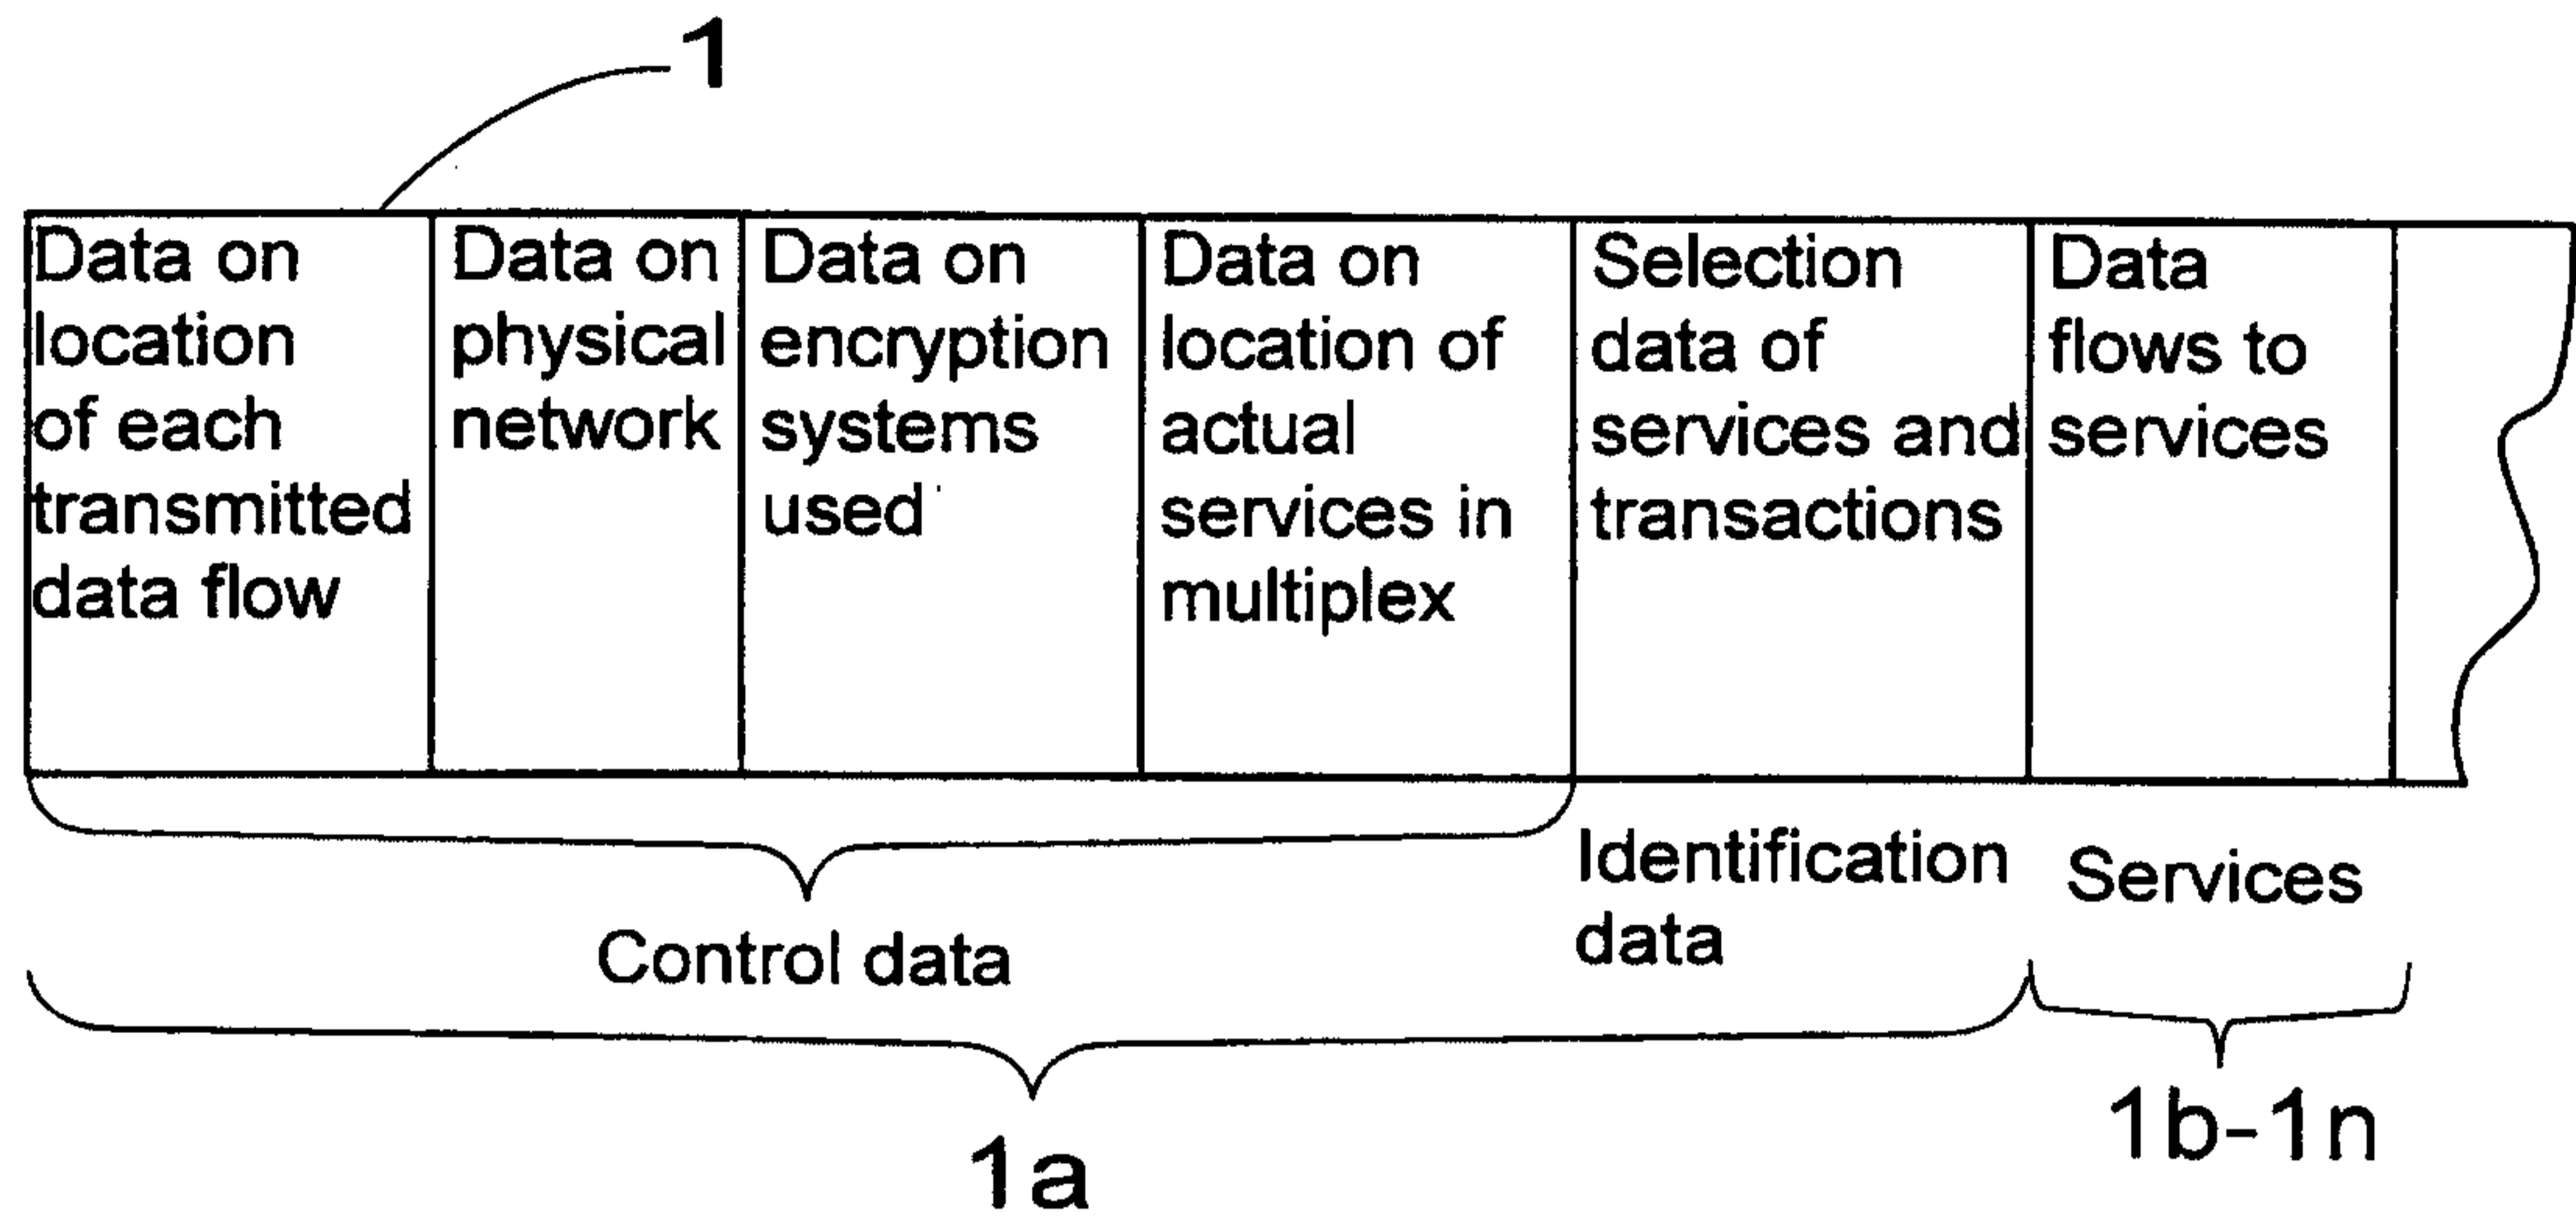 1
Data on
location
of each
transmitted
data flow
Data on
physical
network
Data on
encryption
systems
used
Data on
location of
actual
services in
multiplex
Selection
data of
services and
transactions
Data
flows to
services
Control data
Identification
data
Services
1a
1b-1n